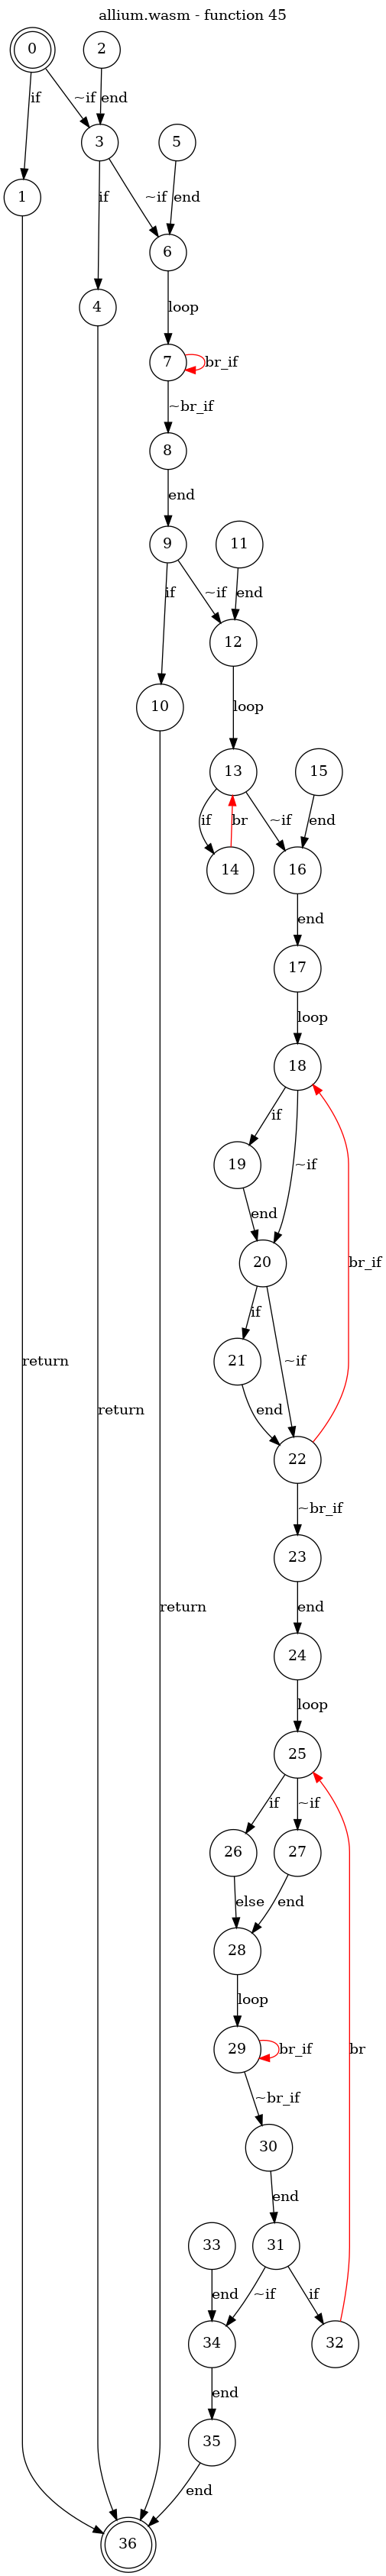 allium.wasm - function 45
0
2
if
~if
end
3
5
1
if
~if
end
6
4
loop
7
br_if
~br_if
8
end
9
11
if
~if
end
12
10
loop
13
15
if
br
~if
end
14
16
end
17
loop
18
if
~if
19
end
20
br_if
if
~if
21
return
end
return
22
~br_if
23
return
end
24
loop
25
if
~if
26
27
else
end
28
loop
29
br_if
br
~br_if
30
end
33
31
end
~if
if
34
32
end
35
end
36